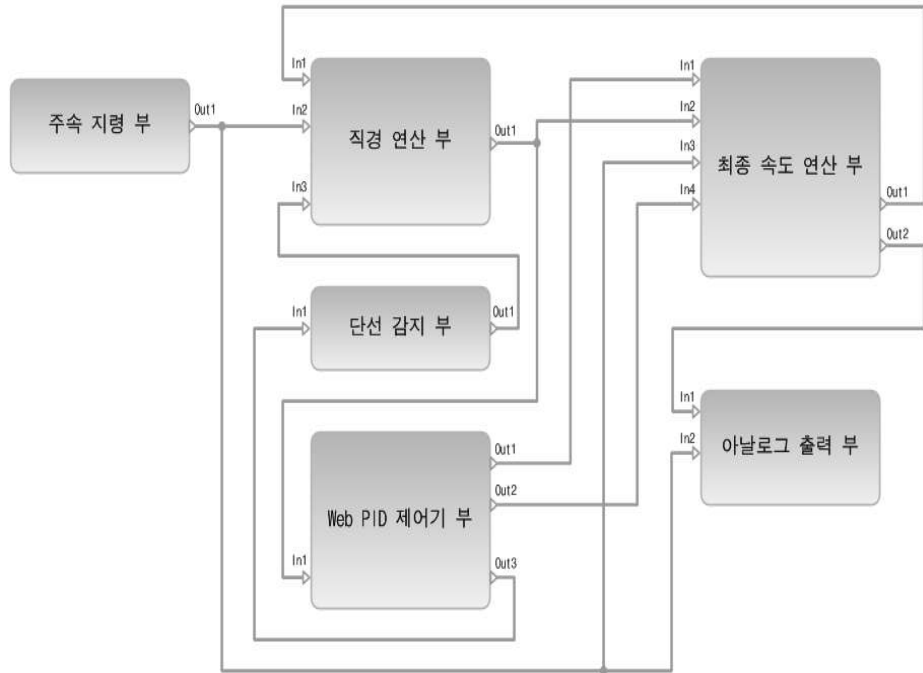 주속 지령 부
Out1
In1
In2
In3
직경 연산 부
Out1
In1
In2
In3
In4
최종 속도 연산 부
Out1
Out2
In1
단선 감지 부
Out1
In1
Web PID 제어기 부
Out1
Out2
Out3
In1
In2
아날로그 출력 부